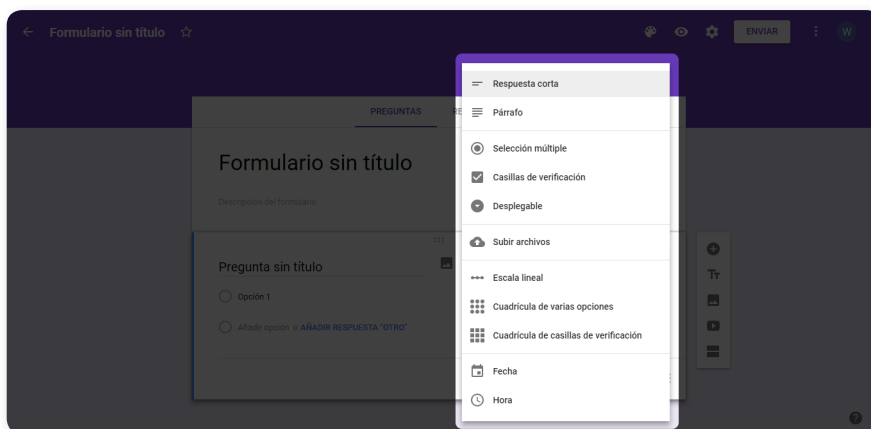 Formulario sin título
ENVIAR
W
PREGUNTAS
RE
Formulario sin título
Descripción del formulario
Pregunta sin título
Opción 1
Añadir opción o AÑADIR RESPUESTA "OTRO"
Respuesta corta
Párrafo
Selección múltiple
Casillas de verificación
Desplegable
Subir archivos
Escala lineal
Cuadrícula de varias opciones
Cuadrícula de casillas de verificación
Fecha
Hora
Tт